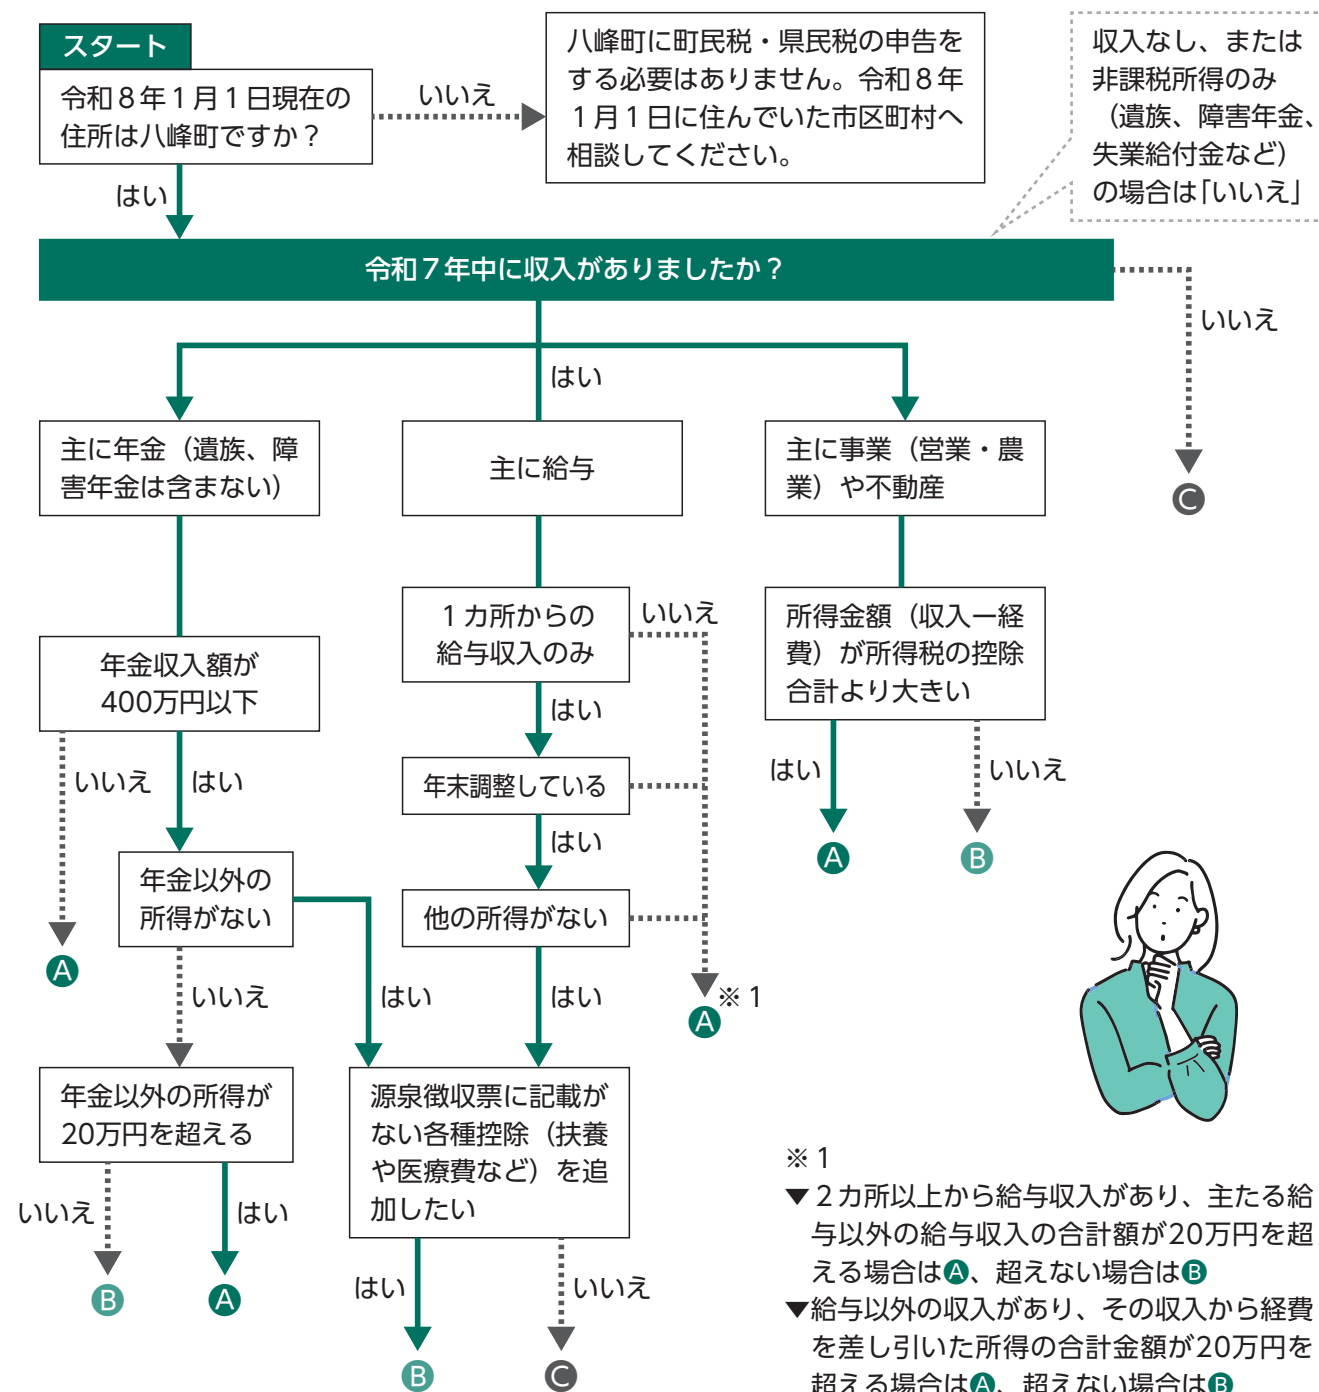 スタート
令和８年１月１日現在の
住所は八峰町ですか？
いいえ
八峰町に町民税・県民税の申告を
する必要はありません。令和８年
１月１日に住んでいた市区町村へ
相談してください。
収入なし、または
非課税所得のみ
（遺族、障害年金、
失業給付金など）
の場合は「いいえ」
はい
令和７年中に収入がありましたか？
いいえ
はい
主に年金（遺族、障
害年金は含まない）
主に給与
主に事業（営業・農
業）や不動産
C
１カ所からの
給与収入のみ
いいえ
所得金額（収入ー経
費）が所得税の控除
合計より大きい
年金収入額が
400万円以下
はい
いいえ
はい
年末調整している
はい
いいえ
はい
A
B
年金以外の
所得がない
他の所得がない
A
いいえ
はい
はい
※１
A
年金以外の所得が
20万円を超える
源泉徴収票に記載が
ない各種控除（扶養
や医療費など）を追
加したい
いいえ
はい
B
A
はい
いいえ
B
C
※１
▼２カ所以上から給与収入があり、主たる給
与以外の給与収入の合計額が20万円を超
える場合はA、超えない場合はB
▼給与以外の収入があり、その収入から経費
を差し引いた所得の合計金額が20万円を
超える場合はA、超えない場合はB